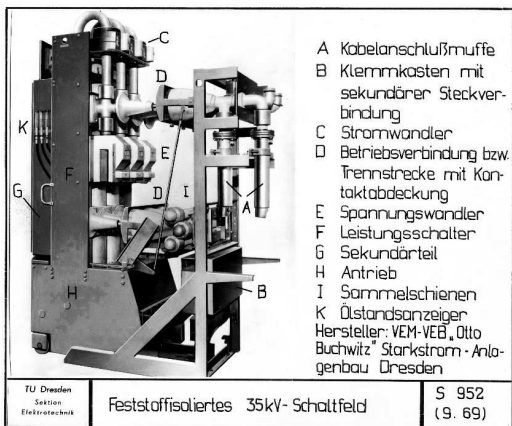 A Kabelanschlußmuffe
B Klemmkasten mit
sekundärer Steckver-
bindung
C Stromwandler
D Betriebsverbindung bzw.
Trennstrecke mit Kon-
taktabdeckung
E Spannungswandler
F Leistungsschalter
G Sekundärteil
H Antrieb
I Sammelschienen
K Ölstandsanzeiger
Hersteller: VEM-VEB „Otto
Buchwitz" Starkstrom-Anla-
genbau Dresden
C
D
K
E
F
G
D
I
A
H
B
TU Dresden
Sektion
Elektrotechnik
Feststoffisoliertes 35kV-Schaltfeld
S 952
(9. 69)